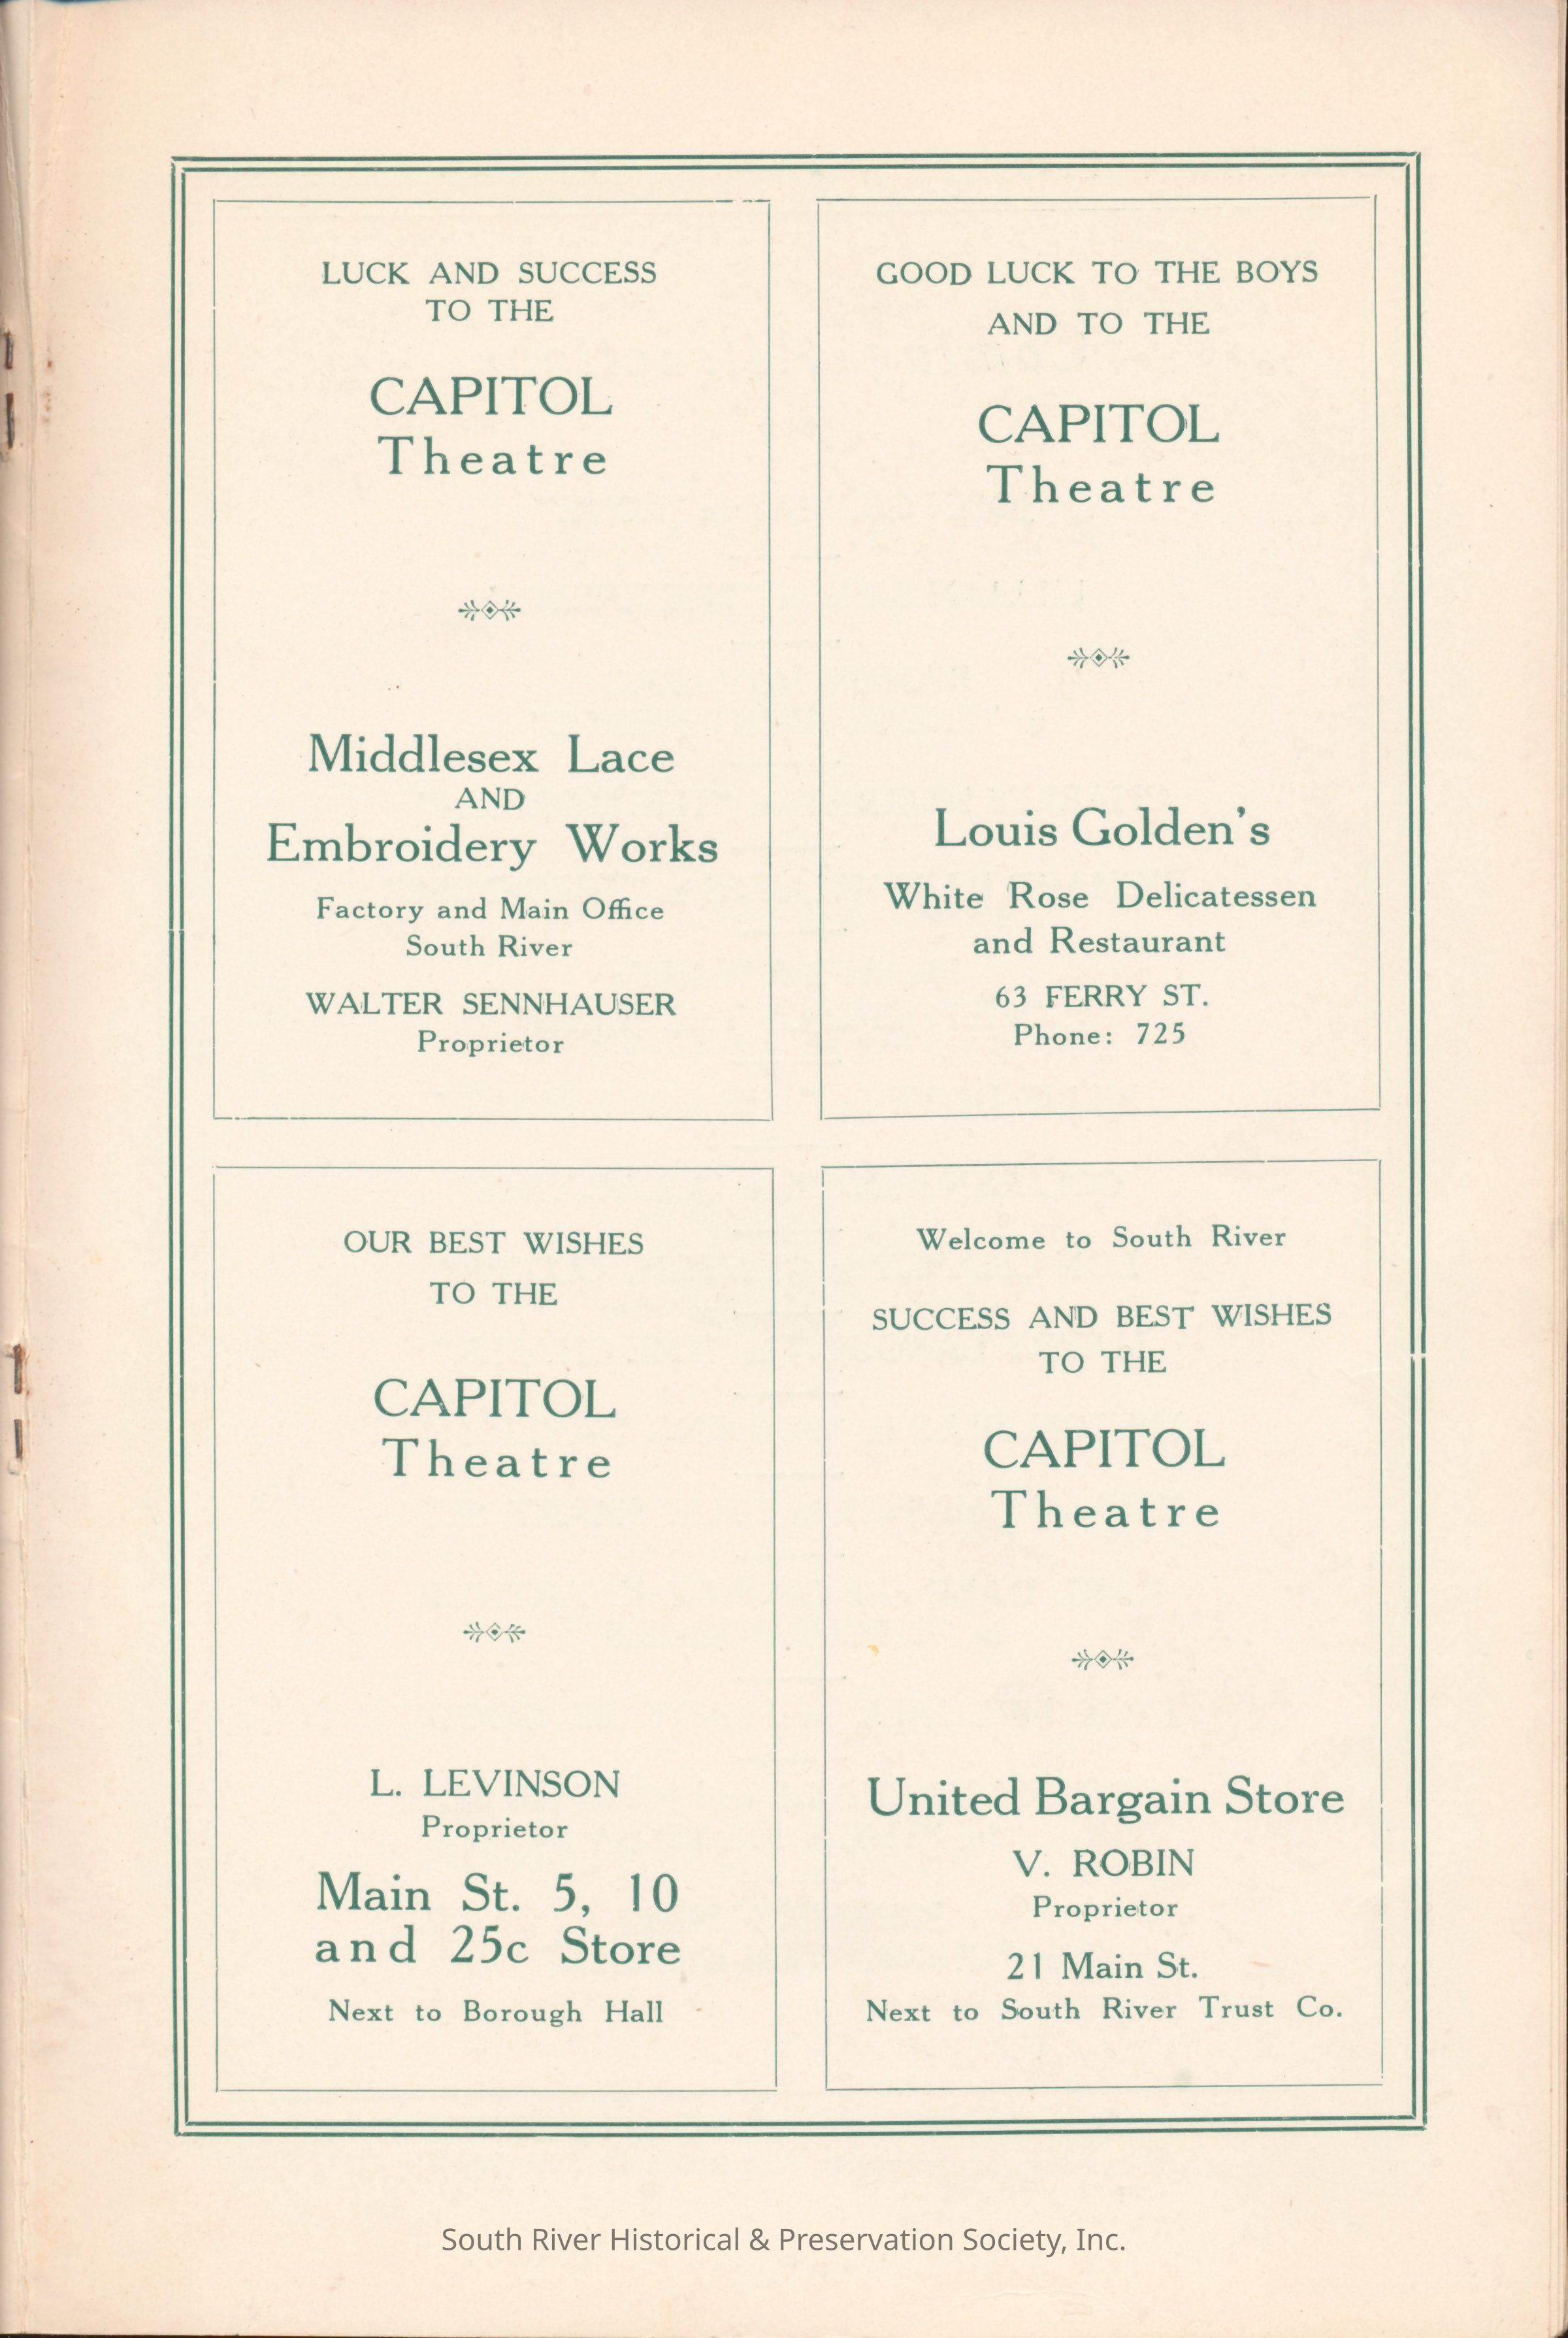 LUCK AND SUCCESS
TO THE
CAPITOL
Theatre
Middlesex Lace
AND
Embroidery Works
Factory and Main Office
South River
WALTER SENNHAUSER
Proprietor
GOOD LUCK TO THE BOYS
AND TO THE
CAPITOL
Theatre
Louis Golden's
White Rose Delicatessen
and Restaurant
63 FERRY ST.
Phone: 725
OUR BEST WISHES
TO THE
CAPITOL
Theatre
L. LEVINSON
Proprietor
Main St. 5, 10
and 25c Store
Next to Borough Hall
Welcome to South River
SUCCESS AND BEST WISHES
TO THE
CAPITOL
Theatre
United Bargain Store
V. ROBIN
Proprietor
21 Main St.
Next to South River Trust Co.
South River Historical & Preservation Society, Inc.